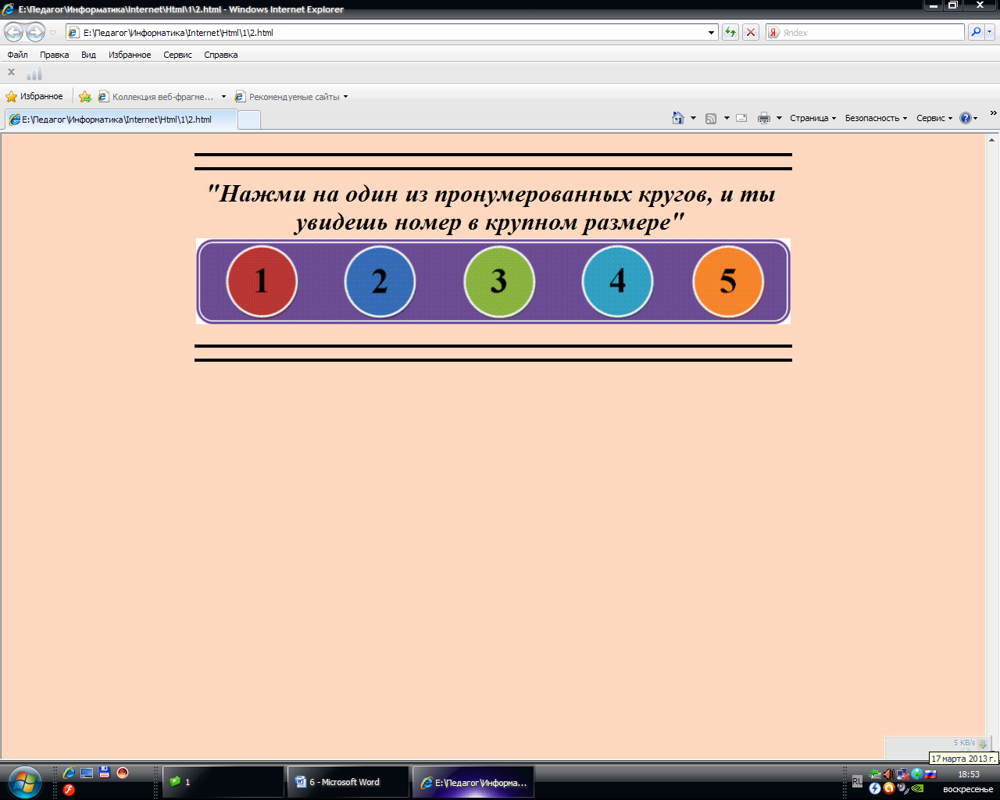 E:\Педагог\Информатика\Internet\Html\1\2.html - Windows Internet Explorer
E:\Педагог\Информатика\Internet\Html\1\2.html
Яndex
Файл Правка Вид Избранное Сервис Справка
x
Избранное Коллекция веб-фрагме... Рекомендуемые сайты
E:\Педагог\Информатика\Internet\Html\1\2.html Страница Безопасность Сервис »
"Нажми на один из пронумерованных кругов, и ты
увидешь номер в крупном размере"
1 2 3 4 5
5 KB/s
17 марта 2013 г.
1 6 - Microsoft Word E:\Педагог\Информа... RL 18:53
воскресенье